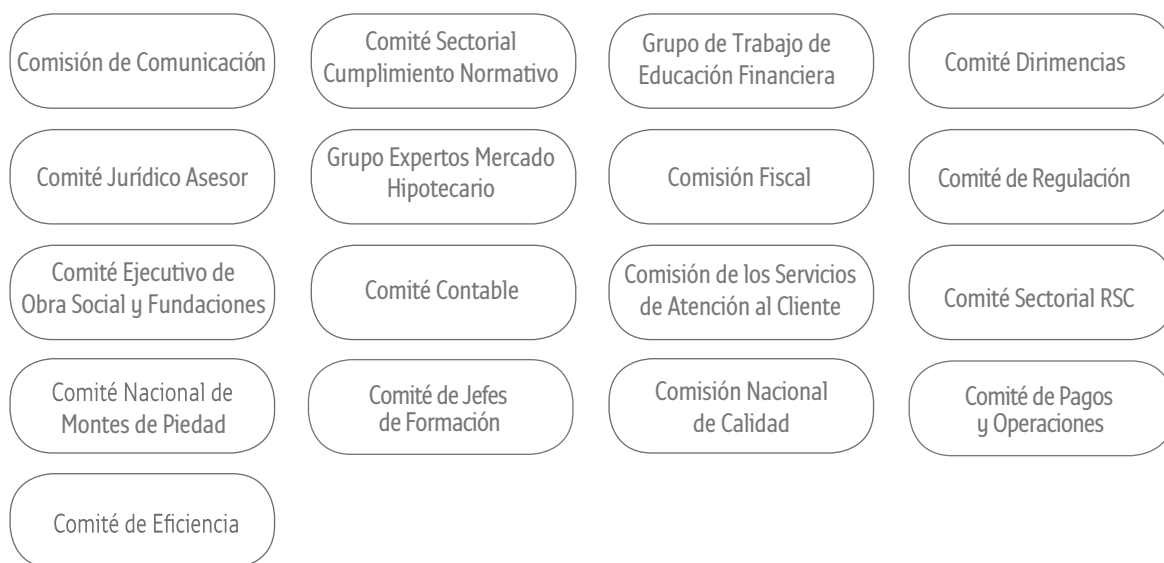 Comisión de Comunicación
Comité Sectorial
Cumplimiento Normativo
Grupo de Trabajo de
Educación Financiera
Comité Dirimencias
Comité Jurídico Asesor
Grupo Expertos Mercado
Hipotecario
Comisión Fiscal
Comité de Regulación
Comité Ejecutivo de
Obra Social y Fundaciones
Comité Contable
Comisión de los Servicios
de Atención al Cliente
Comité Sectorial RSC
Comité Nacional de
Montes de Piedad
Comité de Jefes
de Formación
Comisión Nacional
de Calidad
Comité de Pagos
y Operaciones
Comité de Eficiencia